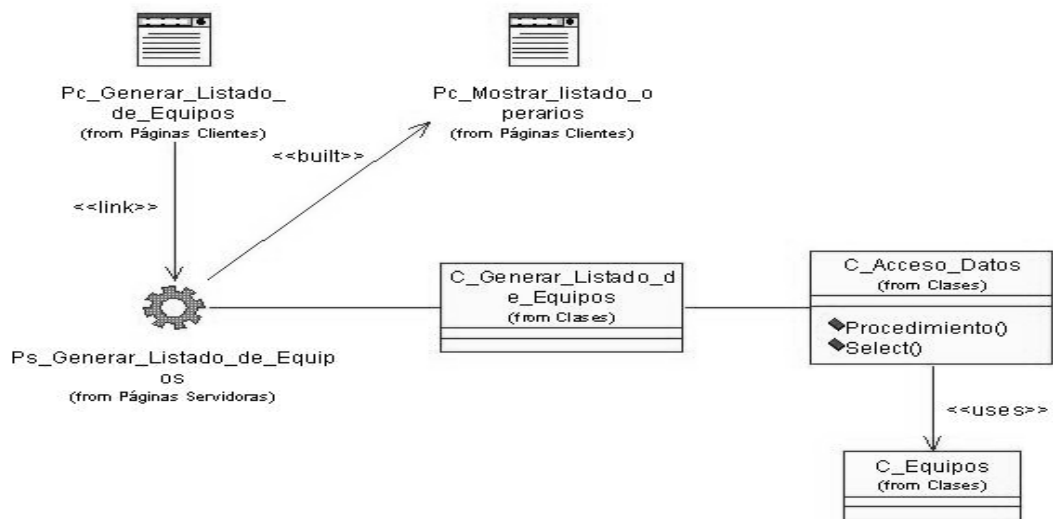 Pc_Generar_Listado_
de_Equipos
(from Páginas Clientes)
Pc_Mostrar_listado_o
perarios
(from Páginas Clientes)
<<built>>
<<link>>
Ps_Generar_Listado_de_Equip
os
(from Páginas Servidoras)
C_Generar_Listado_d
e_Equipos
(from Clases)
C_Acceso_Datos
(from Clases)
Procedimiento()
Select()
<<uses>>
C_Equipos
(from Clases)